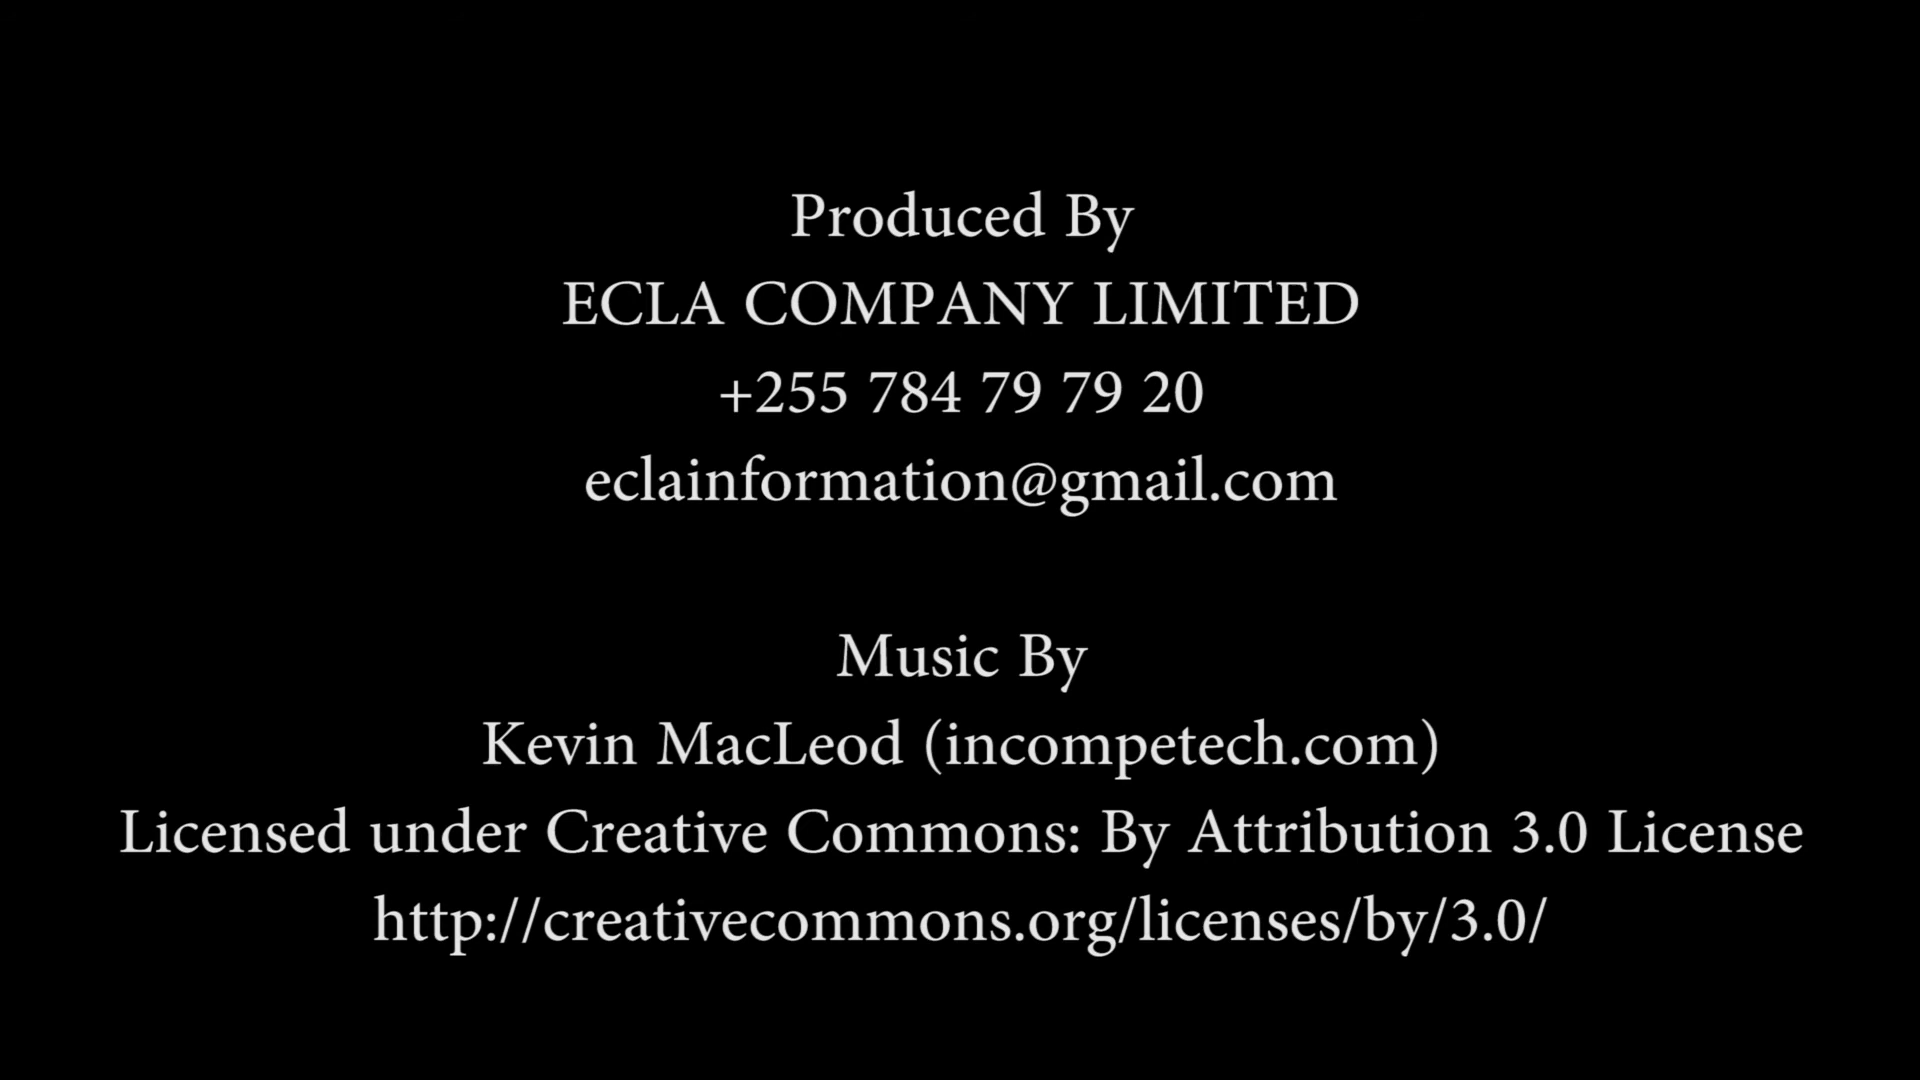 Produced By
ECLA COMPANY LIMITED
+255 784 79 79 20
eclainformation@gmail.com
Music By
Kevin MacLeod (incompetech.com)
Licensed under Creative Commons: By Attribution 3.0 License
http://creativecommons.org/licenses/by/3.0/